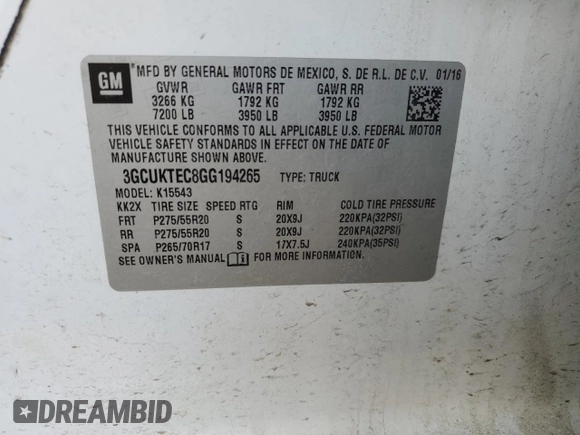 GM
*MFD BY GENERAL MOTORS DE MEXICO, S. DE R.L. DE C.V. 01/16
GVWR GAWR FRT GAWR RR
3266 KG 1792 KG 1792 KG
7200 LB 3950 LB 3950 LB
THIS VEHICLE CONFORMS TO ALL APPLICABLE U.S. FEDERAL MOTOR
VEHICLE SAFETY STANDARDS IN EFFECT ON THE DATE OF
MANUFACTURE SHOWN ABOVE.
3GCUKTEC8GG194265 TYPE: TRUCK
MODEL: K15543
KK2X TIRE SIZE SPEED RTG RIM COLD TIRE PRESSURE
FRT P275/55R20 S 20X9J 220KPA(32PSI)
RR P275/55R20 S 20X9J 220KPA(32PSI)
SPA P265/70R17 S 17X7.5J 240KPA(35PSI)
SEE OWNER'S MANUAL FOR MORE INFORMATION.
DREAMBID